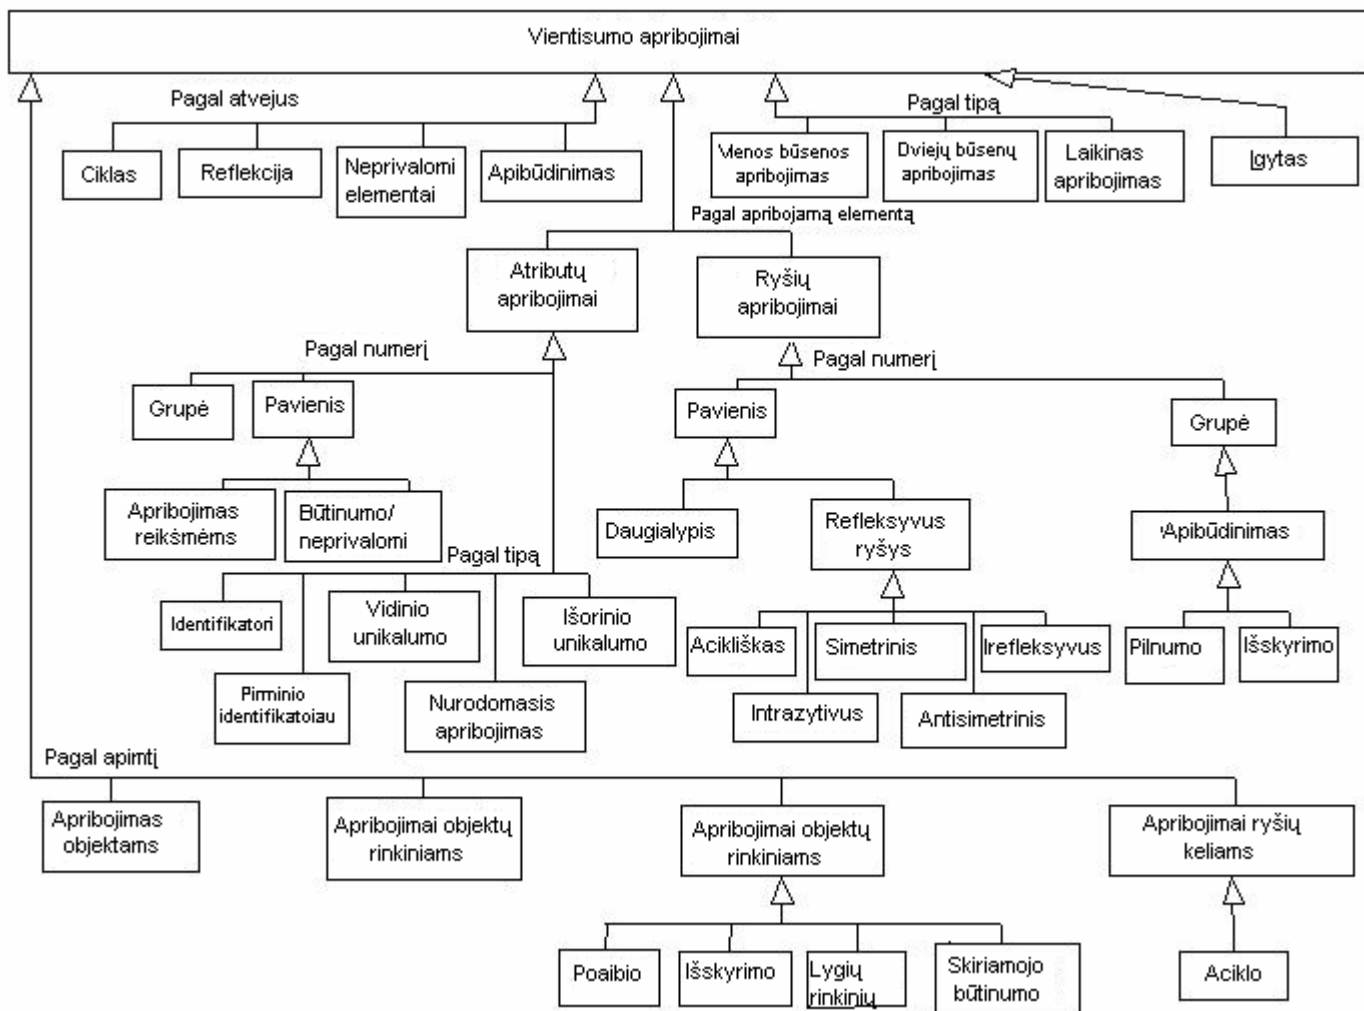 Vientisumo apribojimai
Pagal atvejus
Pagal tipą
Ciklas
Reflekcija
Neprivalomi
elementai
Apibūdinimas
Vienos būsenos
apribojimas
Dviejų būsenų
apribojimas
Laikinas
apribojimas
Įgytas
Pagal apribojamą elementą
Atributų
apribojimai
Ryšių
apribojimai
Pagal numerį
Pagal numerį
Grupė
Pavienis
Pavienis
Grupė
Apribojimas
reikšmėms
Būtinumo/
neprivalomi
Daugialypis
Refleksyvus
ryšys
Apibūdinimas
Pagal tipą
Identifikatori
Vidinio
unikalumo
Išorinio
unikalumo
Pirminio
identifikatoiau
Nurodomasis
apribojimas
Acikliškas
Simetrinis
Irefleksyvus
Intrazytivus
Antisimetrinis
Pilnumo
Išskyrimo
Pagal apimtį
Apribojimas
objektams
Apribojimai objektų
rinkiniams
Apribojimai objektų
rinkiniams
Apribojimai ryšių
keliams
Poaibio
Išskyrimo
Lygių
rinkinių
Skiriamojo
būtinumo
Aciklo